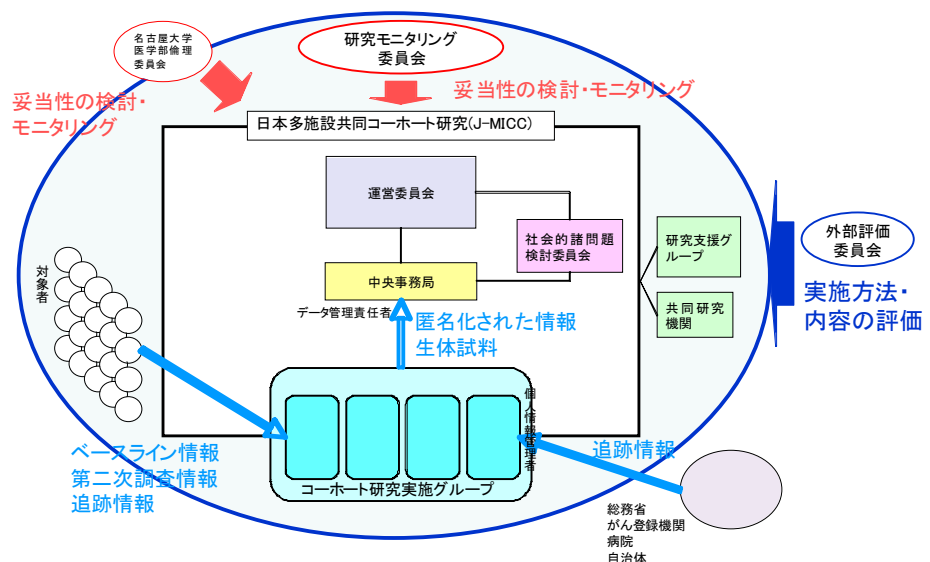 名古屋大学
医学部倫理
委員会
研究モニタリング
委員会
妥当性の検討・
モニタリング
妥当性の検討・モニタリング
日本多施設共同コーホート研究(J-MICC)
運営委員会
社会的諸問題
検討委員会
研究支援グ
ループ
外部評価
委員会
対象者
中央事務局
データ管理責任者
共同研究
機関
実施方法・
内容の評価
匿名化された情報
生体試料
個人情報管理者
ベースライン情報
第二次調査情報
追跡情報
追跡情報
コーホート研究実施グループ
総務省
がん登録機関
病院
自治体